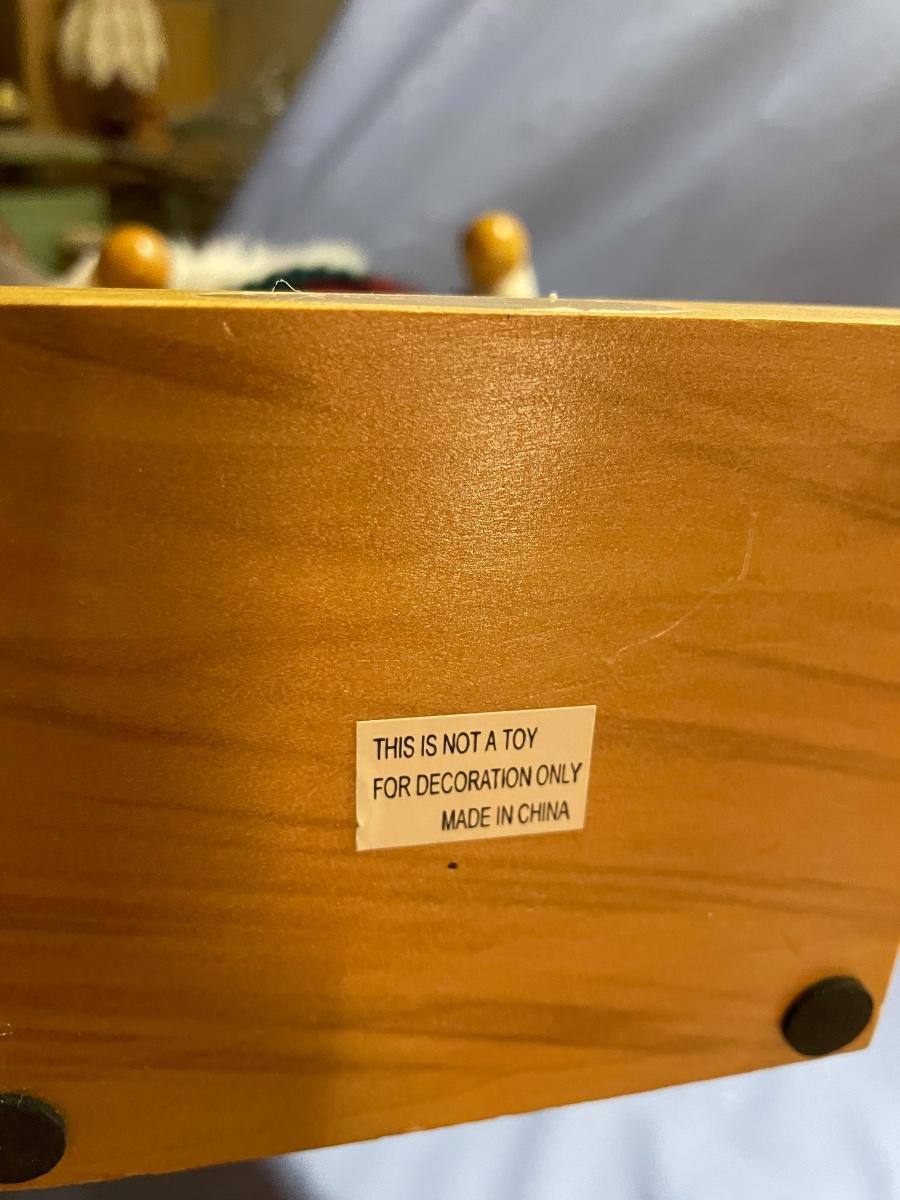 THIS IS NOT A TOY
FOR DECORATION ONLY
MADE IN CHINA